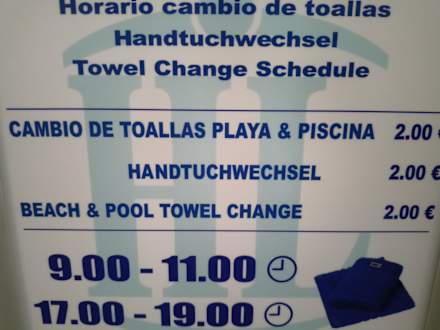 Horario cambio de toallas
Handtuchwechsel
Towel Change Schedule
CAMBIO DE TOALLAS PLAYA & PISCINA 2.00 €
HANDTUCHWECHSEL 2.00 €
BEACH & POOL TOWEL CHANGE 2.00 €
9.00 - 11.00
17.00 - 19.00